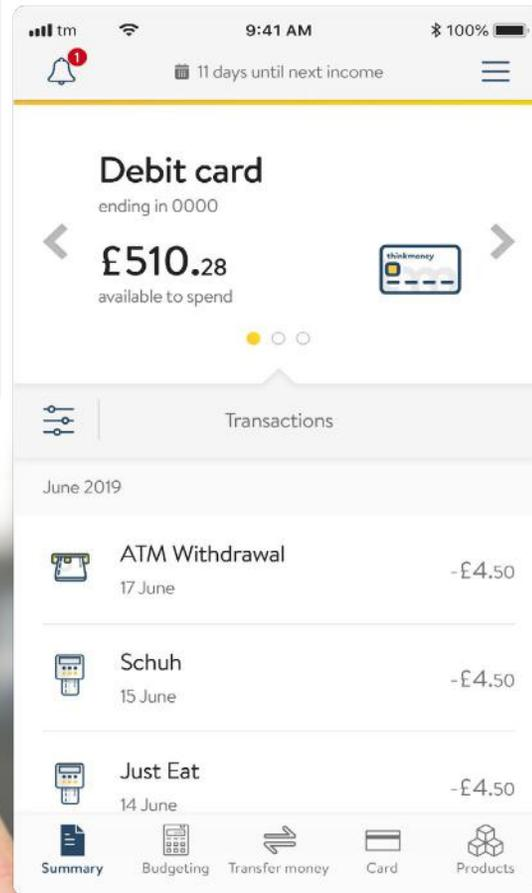 tm 9:41 AM 100%
1
11 days until next income
Debit card
ending in 0000
£510.28
available to spend
thinkmoney
Transactions
June 2019
ATM Withdrawal
17 June
-£4.50
Schuh
15 June
-£4.50
Just Eat
14 June
-£4.50
Summary Budgeting Transfer money Card Products